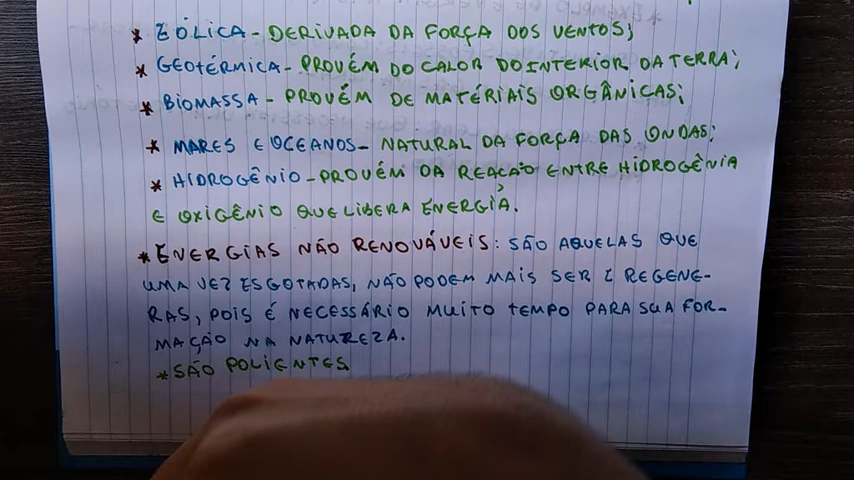 * EÓLICA - DERIVADA DA FORÇA DOS VENTOS;
* GEOTÉRMICA - PROVÉM DO CALOR DO INTERIOR DA TERRA;
* BIOMASSA - PROVÉM DE MATÉRIAIS ORGÂNICAS;
* MARES E OCEANOS - NATURAL DA FORÇA DAS ONDAS;
* HIDROGÊNIO - PROVÉM DA REAÇÃO ENTRE HIDROGÊNIA
E OXIGÊNIO QUE LIBERA ENERGIA.
* ENERGIAS NÃO RENOVÁVEIS: SÃO AQUELAS QUE
UMA VEZ ESGOTADAS, NÃO PODEM MAIS SER REGENE-
RAS, POIS É NECESSÁRIO MUITO TEMPO PARA SUA FOR-
MAÇÃO NA NATUREZA.
* SÃO POLIENTES